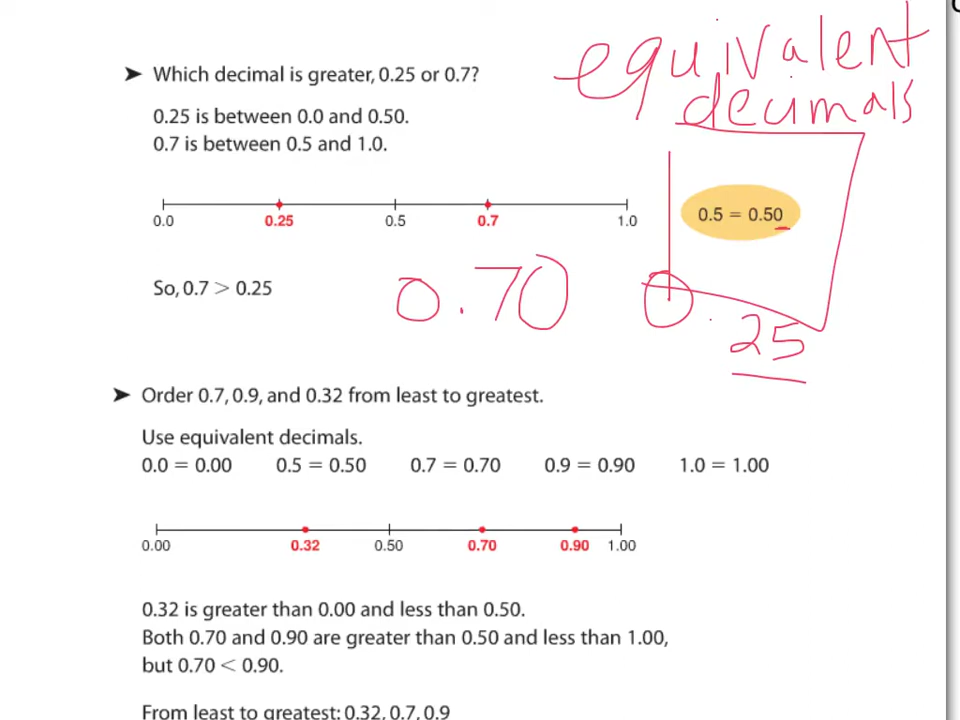 equivalent
decimals
➤ Which decimal is greater, 0.25 or 0.7?
0.25 is between 0.0 and 0.50.
0.7 is between 0.5 and 1.0.
0.0 0.25 0.5 0.7 1.0
0.5 = 0.50
So, 0.7 > 0.25
0.70
0.25
➤ Order 0.7, 0.9, and 0.32 from least to greatest.
Use equivalent decimals.
0.0 = 0.00 0.5 = 0.50 0.7 = 0.70 0.9 = 0.90 1.0 = 1.00
0.00 0.32 0.50 0.70 0.90 1.00
0.32 is greater than 0.00 and less than 0.50.
Both 0.70 and 0.90 are greater than 0.50 and less than 1.00,
but 0.70 < 0.90.
From least to greatest: 0.32, 0.7, 0.9